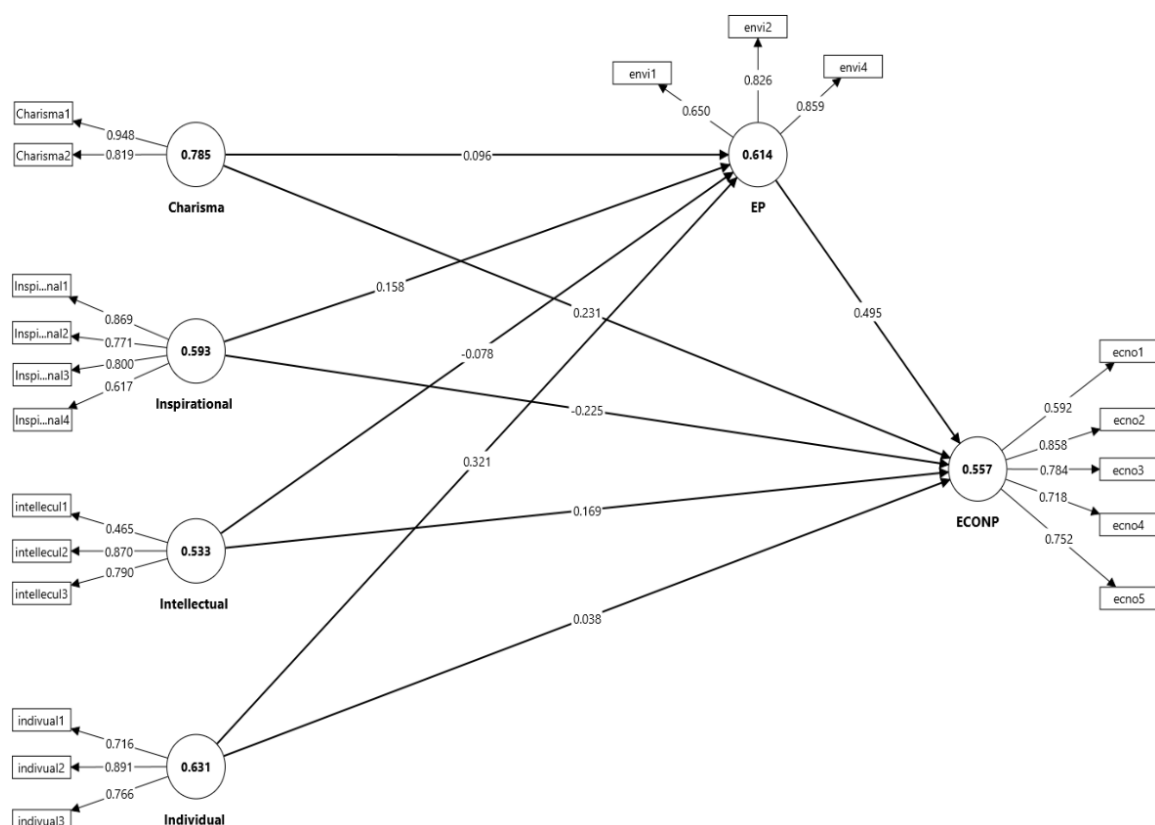 envi2
envi1
envi4
0.826
0.650
0.859
Charisma1
0.948
Charisma2
0.819
0.785
Charisma
0.096
0.614
EP
Inspi...nal1
0.869
Inspi...nal2
0.771
Inspi...nal3
0.800
Inspi...nal4
0.617
0.593
Inspirational
0.158
0.231
-0.078
-0.225
0.495
0.321
intellecul1
0.465
intellecul2
0.870
intellecul3
0.790
0.533
Intellectual
0.169
0.557
ECONP
ecno1
0.592
ecno2
0.858
ecno3
0.784
ecno4
0.718
ecno5
0.752
0.038
indivual1
0.716
indivual2
0.891
indivual3
0.766
0.631
Individual